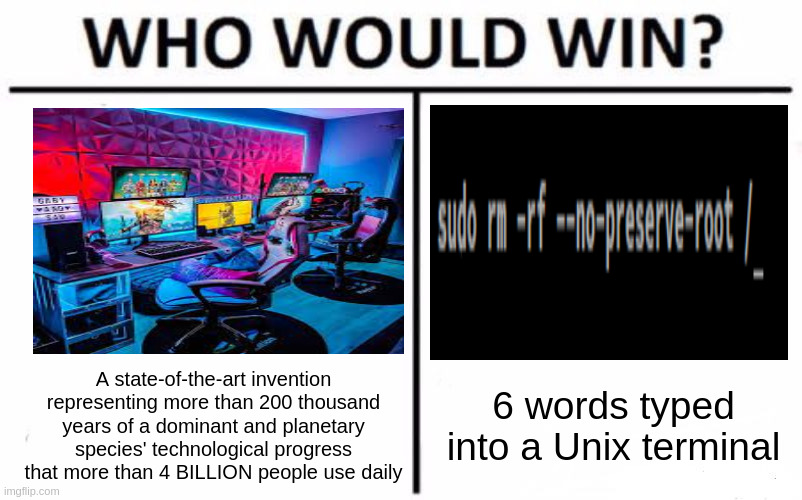 WHO WOULD WIN?
GABY
SAM
sudo rm -rf --no-preserve-root /_
A state-of-the-art invention
representing more than 200 thousand
years of a dominant and planetary
species' technological progress
that more than 4 BILLION people use daily
6 words typed
into a Unix terminal
imgflip.com